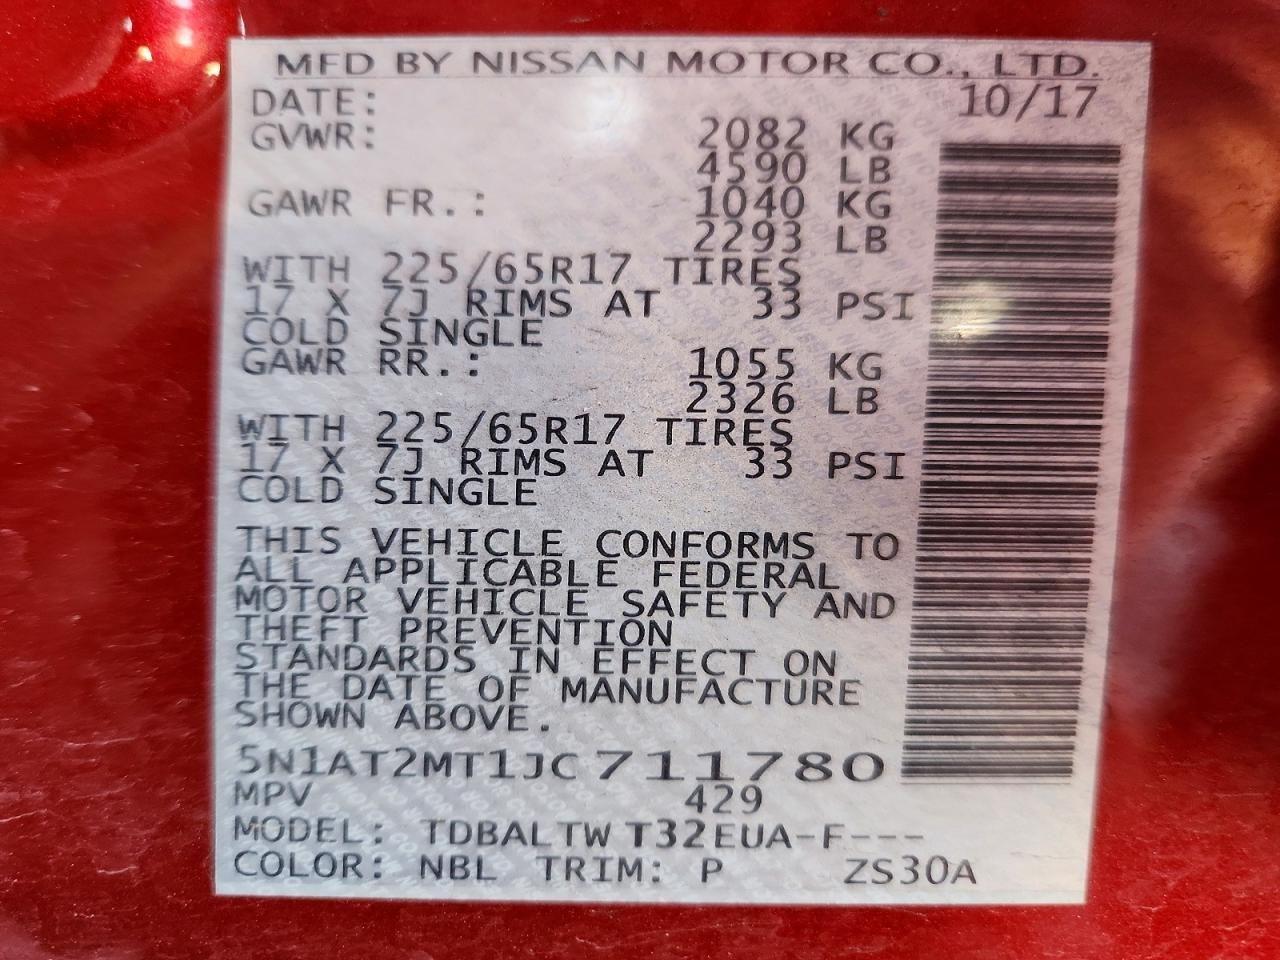 MFD BY NISSAN MOTOR CO., LTD.
DATE: 10/17
GVWR: 2082 KG
4590 LB
GAWR FR.: 1040 KG
2293 LB
WITH 225/65R17 TIRES
17 X 7J RIMS AT 33 PSI
COLD SINGLE
GAWR RR.: 1055 KG
2326 LB
WITH 225/65R17 TIRES
17 X 7J RIMS AT 33 PSI
COLD SINGLE
THIS VEHICLE CONFORMS TO
ALL APPLICABLE FEDERAL
MOTOR VEHICLE SAFETY AND
THEFT PREVENTION
STANDARDS IN EFFECT ON
THE DATE OF MANUFACTURE
SHOWN ABOVE.
5N1AT2MT1JC711780
MPV 429
MODEL: TDBALTWT32EUA-F---
COLOR: NBL TRIM: P ZS30A